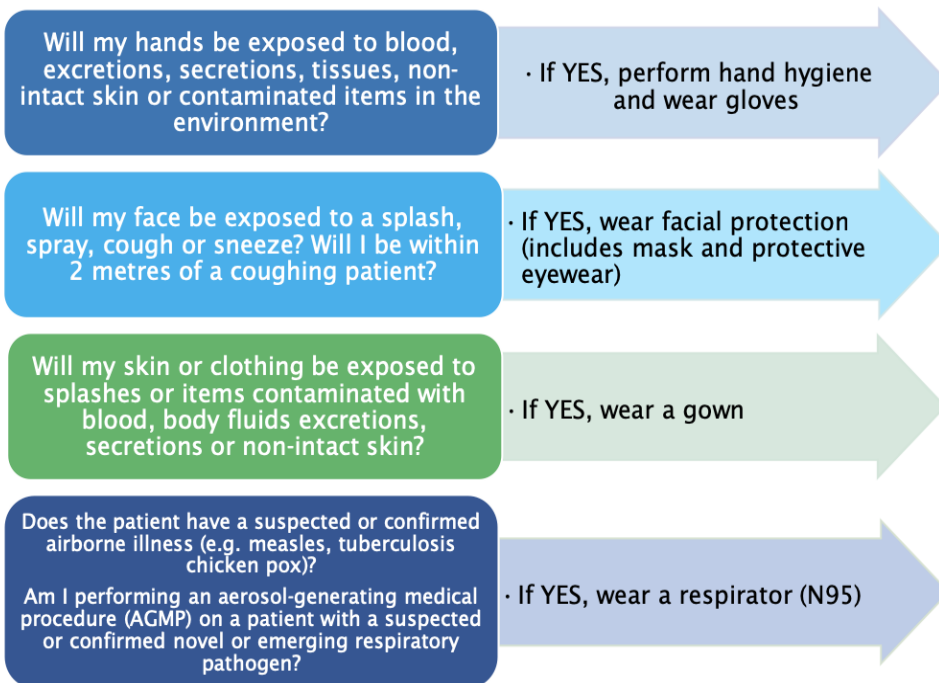 Will my hands be exposed to blood,
excretions, secretions, tissues, non-
intact skin or contaminated items in the
environment?
· If YES, perform hand hygiene
and wear gloves
Will my face be exposed to a splash,
spray, cough or sneeze? Will I be within
2 metres of a coughing patient?
· If YES, wear facial protection
(includes mask and protective
eyewear)
Will my skin or clothing be exposed to
splashes or items contaminated with
blood, body fluids excretions,
secretions or non-intact skin?
· If YES, wear a gown
Does the patient have a suspected or confirmed
airborne illness (e.g. measles, tuberculosis
chicken pox)?
Am I performing an aerosol-generating medical
procedure (AGMP) on a patient with a suspected
or confirmed novel or emerging respiratory
pathogen?
· If YES, wear a respirator (N95)